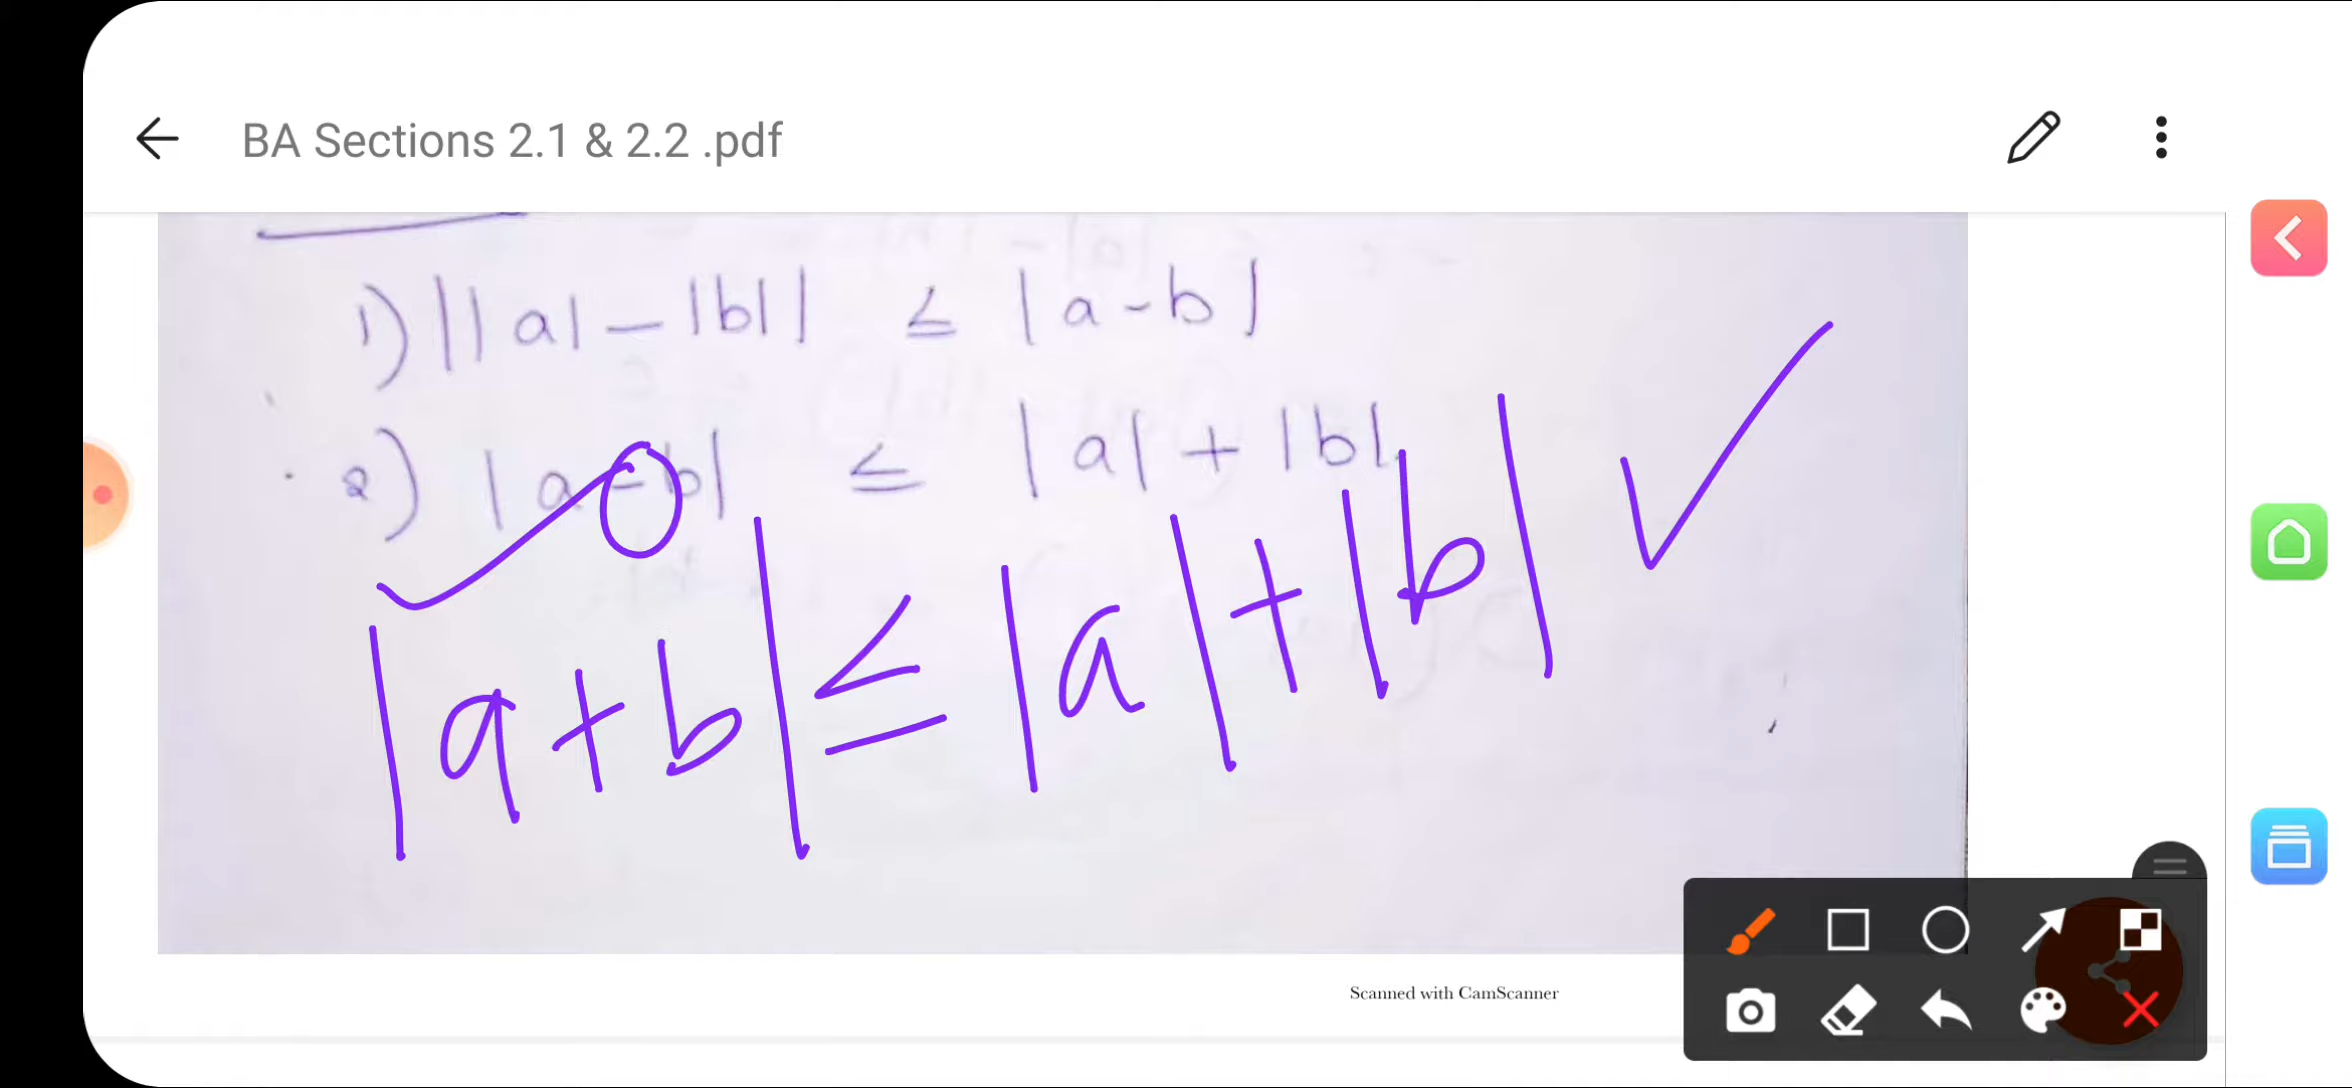 BA Sections 2.1 & 2.2 .pdf
1) ||a| - |b|| ≤ |a-b|
2) |a-b| ≤ |a| + |b|.
|a+b| ≤ |a| + |b| ✓
Scanned with CamScanner